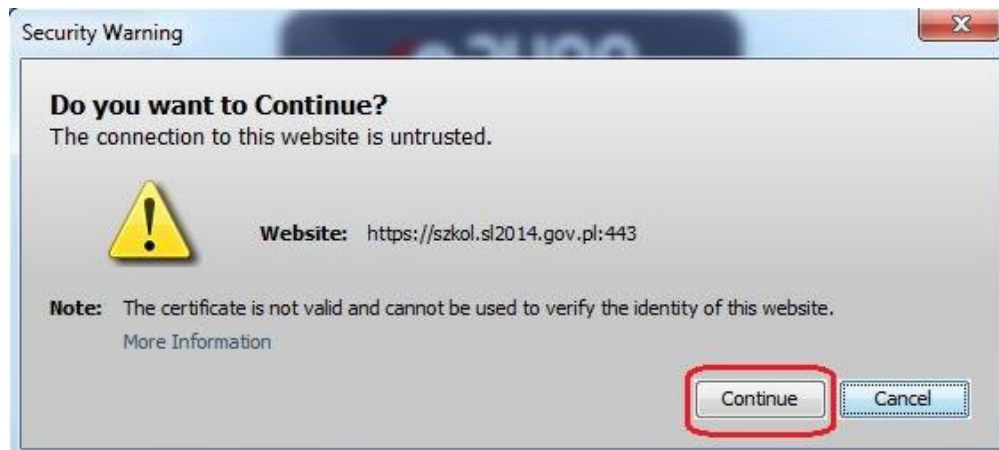 Security Warning
Do you want to Continue?
The connection to this website is untrusted.
Website: https://szkol.sl2014.gov.pl:443
Note: The certificate is not valid and cannot be used to verify the identity of this website.
More Information
Continue Cancel